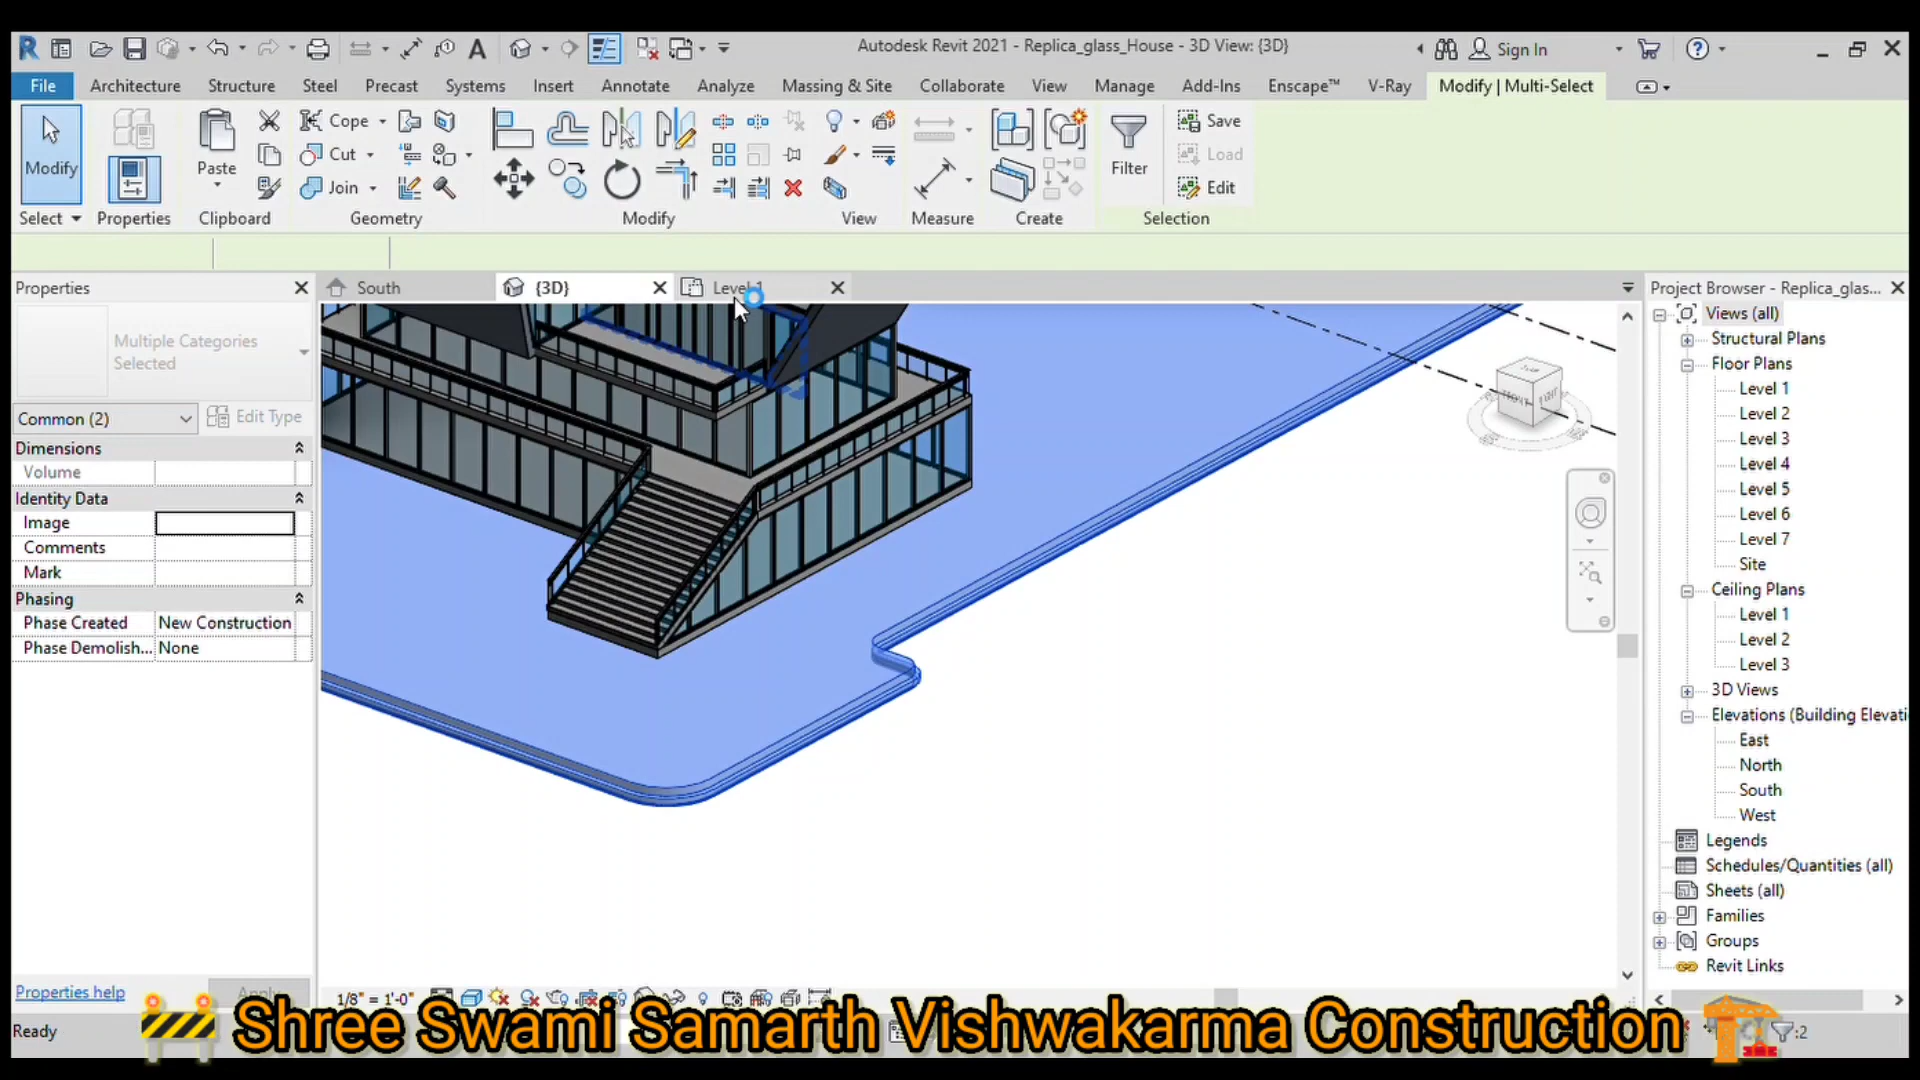 Autodesk Revit 2021 - Replica_glass_House - 3D View: {3D}
Sign In
File Architecture Structure Steel Precast Systems Insert Annotate Analyze Massing & Site Collaborate View Manage Add-Ins Enscape™ V-Ray Modify | Multi-Select
Modify
Paste
Cope
Cut
Join
Filter
Save
Load
Edit
Select Properties Clipboard Geometry Modify View Measure Create Selection
Properties
South
{3D}
Level 1
Multiple Categories
Selected
Common (2)
Edit Type
Dimensions
Volume
Identity Data
Image
Comments
Mark
Phasing
Phase Created New Construction
Phase Demolish... None
Properties help
Apply
Ready
1/8" = 1'-0"
FRONT
Project Browser - Replica_glas...
Views (all)
Structural Plans
Floor Plans
Level 1
Level 2
Level 3
Level 4
Level 5
Level 6
Level 7
Site
Ceiling Plans
Level 1
Level 2
Level 3
3D Views
Elevations (Building Elevati
East
North
South
West
Legends
Schedules/Quantities (all)
Sheets (all)
Families
Groups
Revit Links
Shree Swami Samarth Vishwakarma Construction
:2